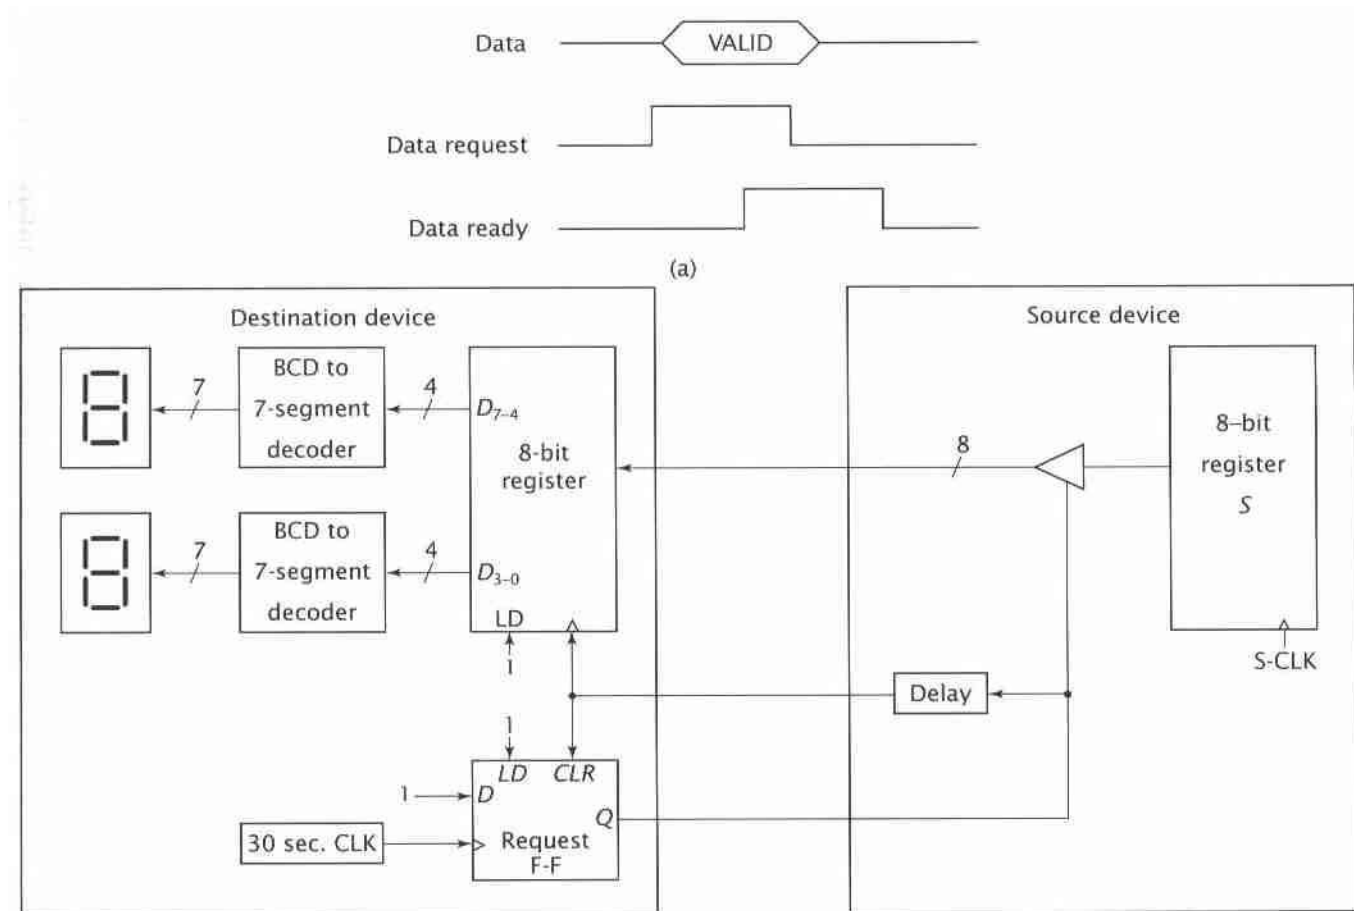 Data
VALID
Data request
Data ready
(a)
Destination device
Source device
BCD to
7-segment
decoder
7
4
D7–4
8-bit
register
8
8–bit
register
S
BCD to
7-segment
decoder
7
4
D3–0
LD
1
S-CLK
Delay
1
LD CLR
1
D
Q
30 sec. CLK
Request
F-F